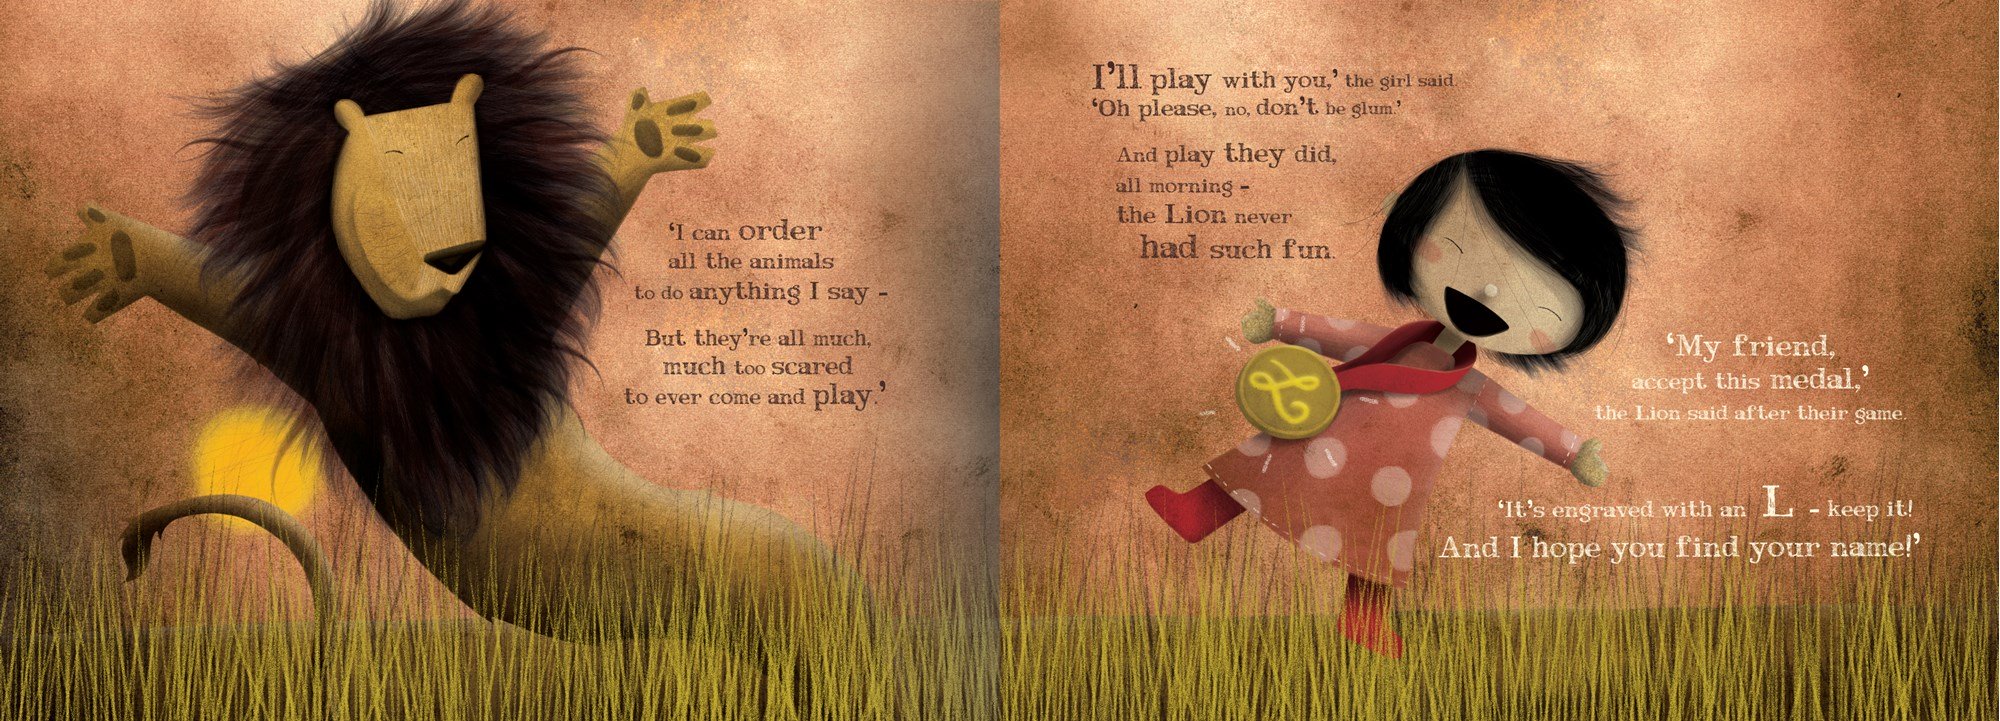 ‘I can order
all the animals
to do anything I say -
But they’re all much,
much too scared
to ever come and play.’
I’ll play with you,’ the girl said.
‘Oh please, no, don’t be glum.’
And play they did,
all morning -
the Lion never
had such fun.
L
‘My friend,
accept this medal,’
the Lion said after their game.
‘It’s engraved with an L - keep it!
And I hope you find your name!’